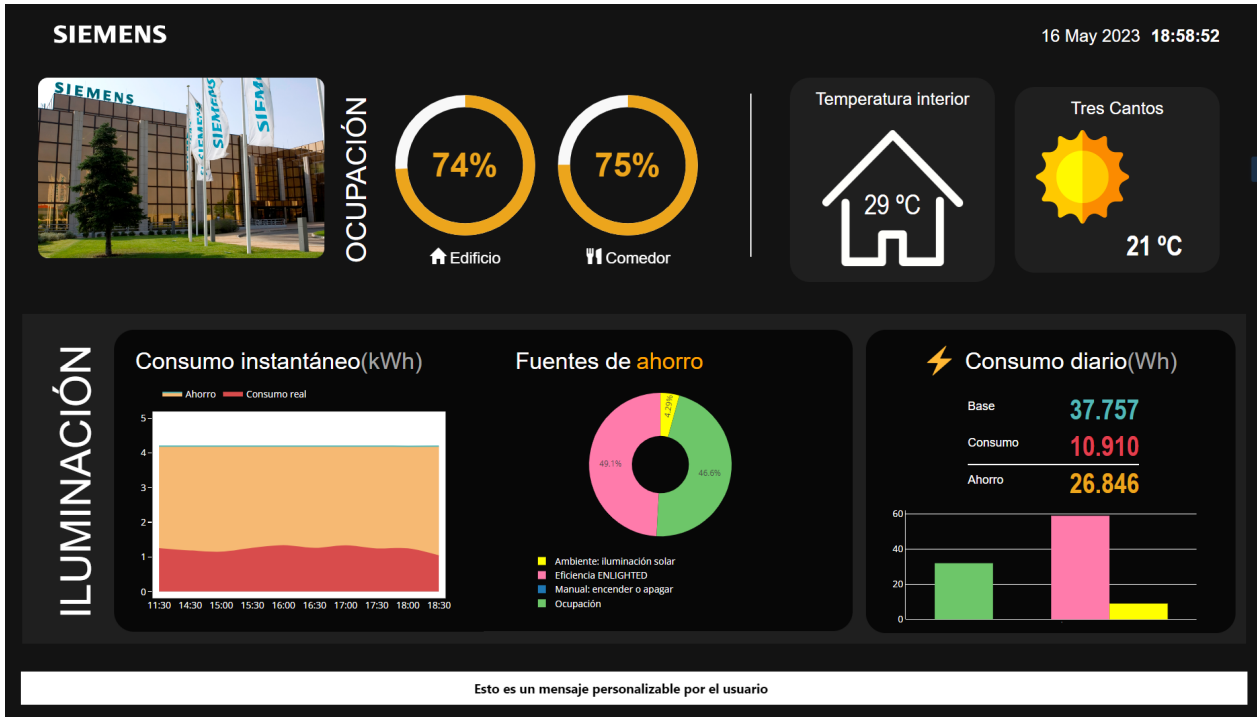 SIEMENS
16 May 2023 18:58:52
SIEMENS
SIEMENS
SIEMENS
SIEMENS
OCUPACIÓN
74%
75%
Edificio
Comedor
Temperatura interior
29 ºC
Tres Cantos
21 ºC
ILUMINACIÓN
Consumo instantáneo(kWh)
Ahorro
Consumo real
5
4
3
2
1
0
11:30 14:30 15:00 15:30 16:00 16:30 17:00 17:30 18:00 18:30
Fuentes de ahorro
4.29%
49.1%
46.6%
Ambiente: iluminación solar
Eficiencia ENLIGHTED
Manual: encender o apagar
Ocupación
Consumo diario(Wh)
Base 37.757
Consumo 10.910
Ahorro 26.846
60
40
20
0
Esto es un mensaje personalizable por el usuario